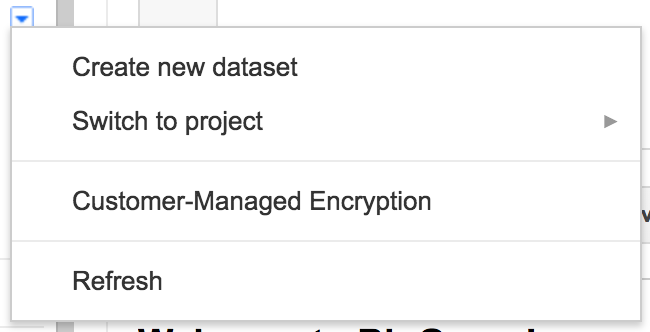 Create new dataset
Switch to project
Customer-Managed Encryption
Refresh